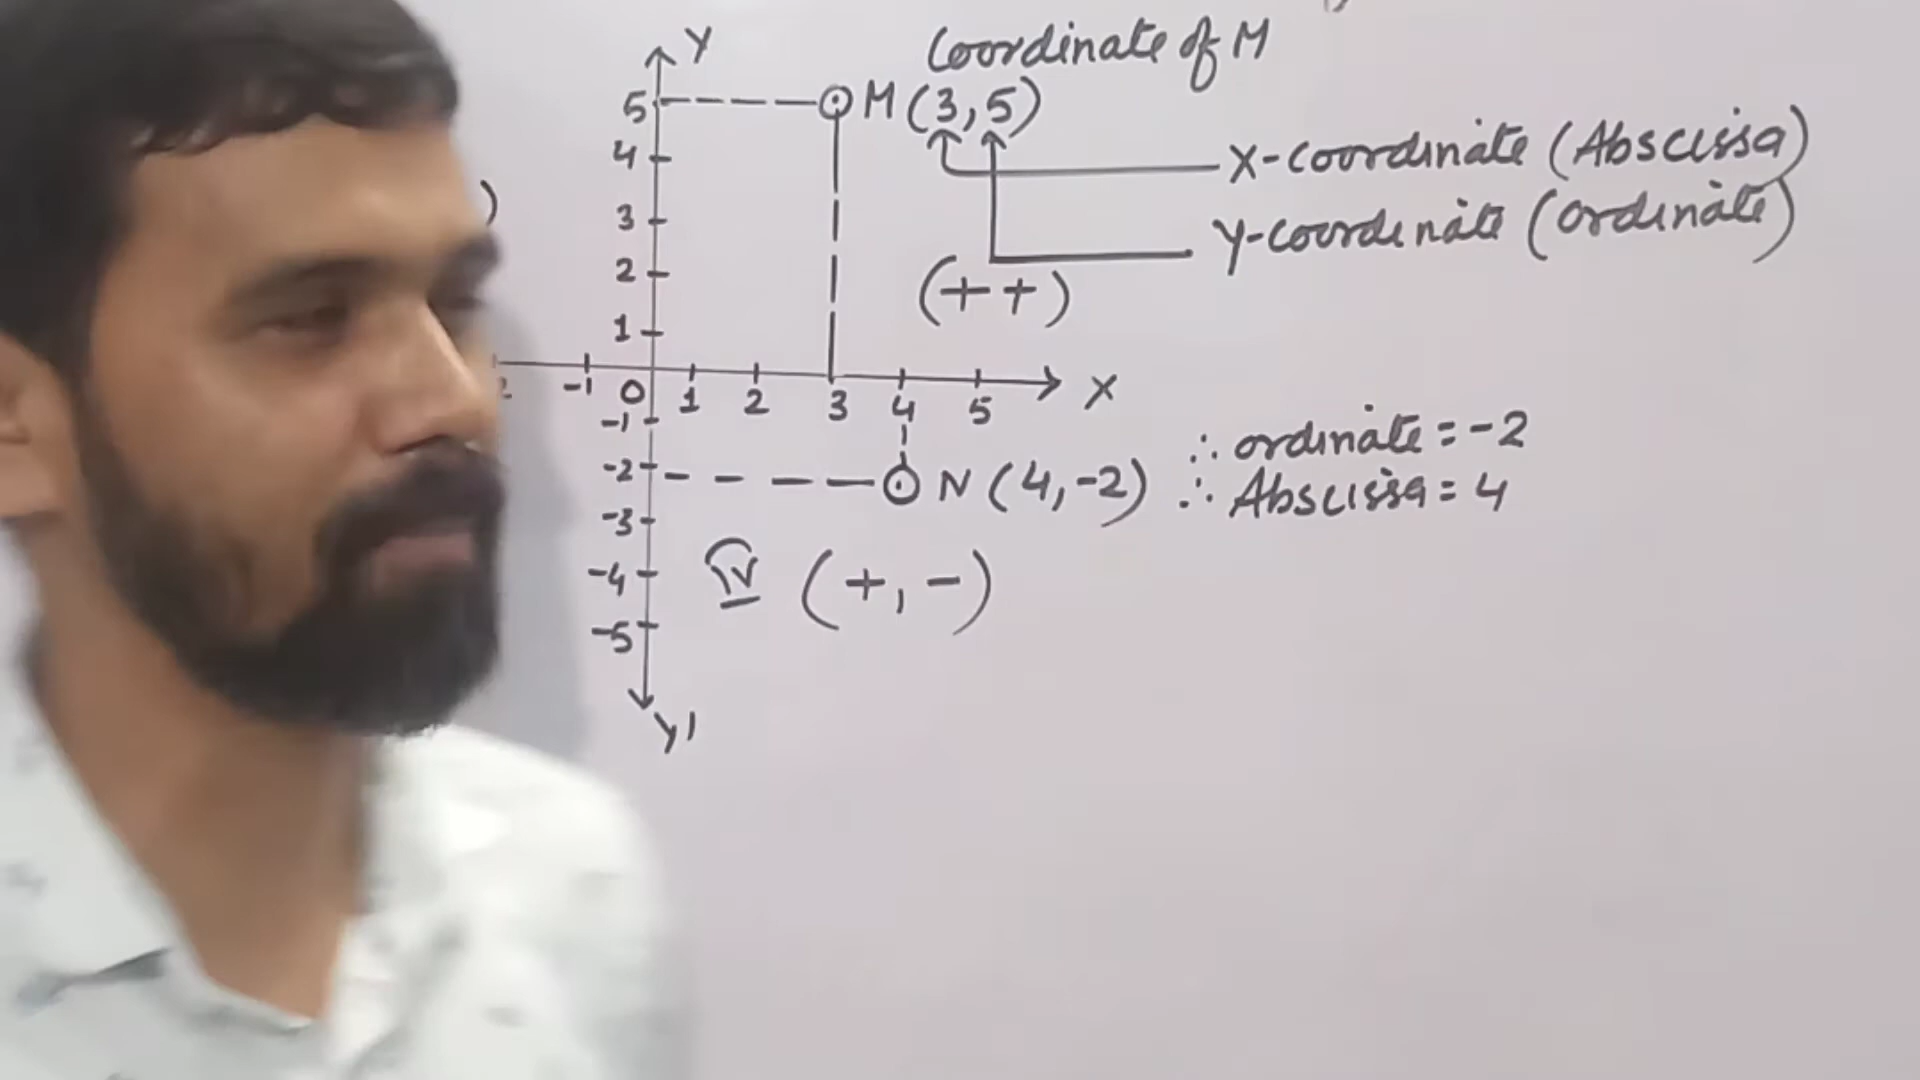 Y
Coordinate of M
5 M (3,5)
4
X-coordinate (Abscissa)
3
Y-coordinate (ordinate)
2
(++)
1
-1 0 1 2 3 4 5 X
-1
∴ ordinate = -2
-2 N (4,-2)
∴ Abscissa = 4
-3
-4 IV (+,-)
-5
Y'